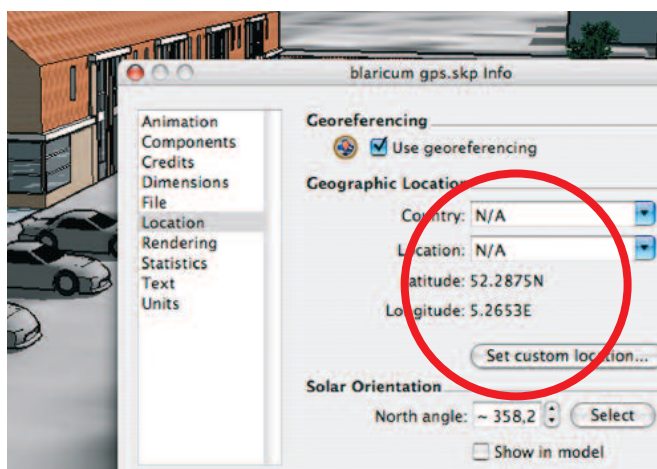 blaricum gps.skp Info
Animation
Components
Credits
Dimensions
File
Location
Rendering
Statistics
Text
Units
Georeferencing
Use georeferencing
Geographic Location
Country: N/A
Location: N/A
Latitude: 52.2875N
Longitude: 5.2653E
Set custom location...
Solar Orientation
North angle: ~ 358,2 Select
Show in model